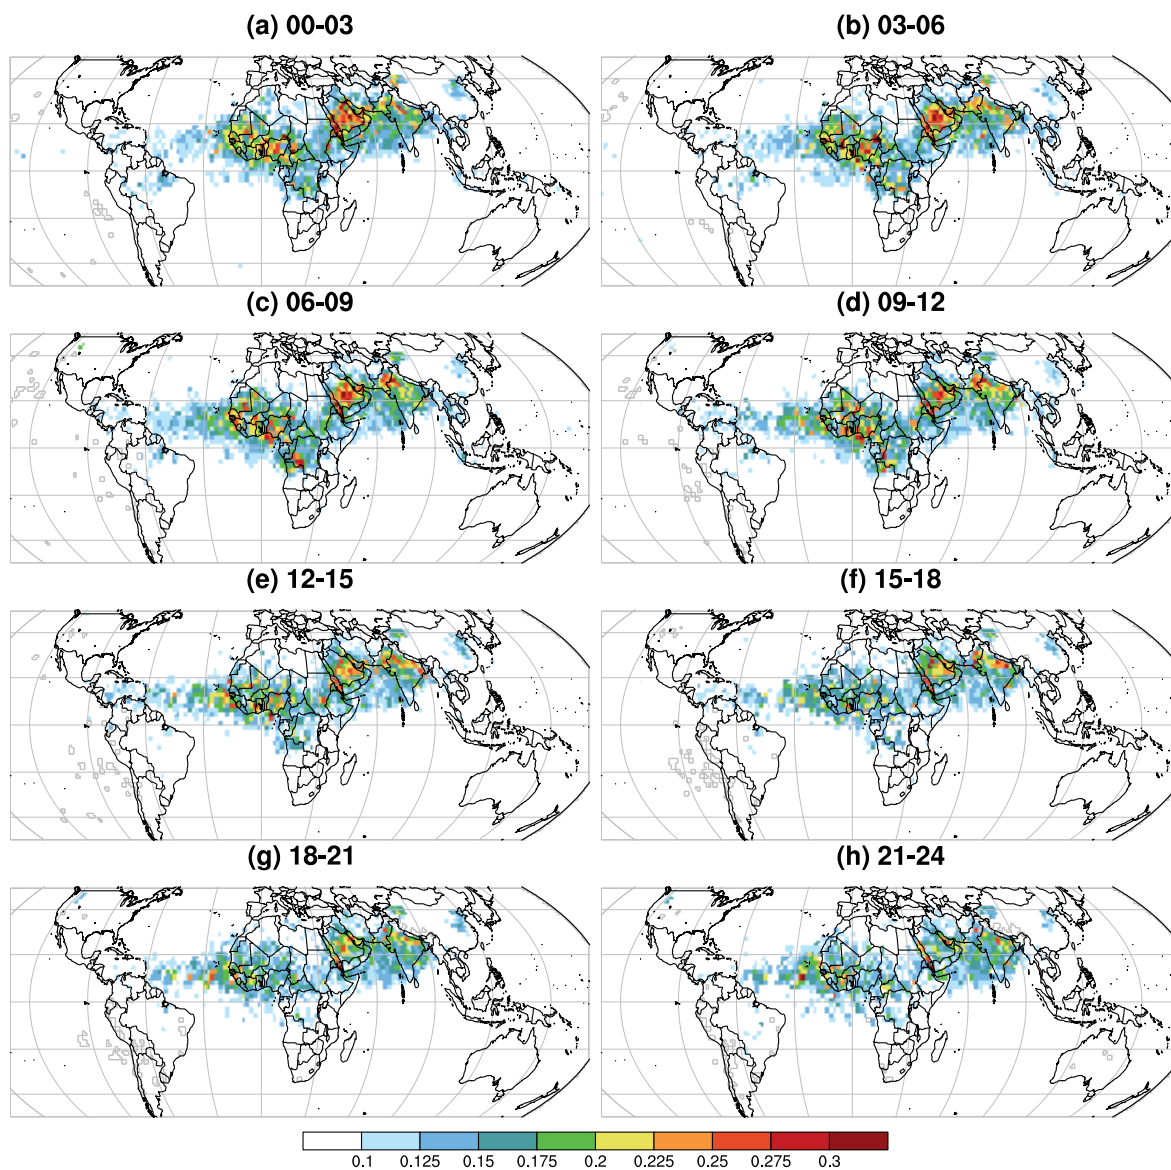 (a) 00-03
(b) 03-06
(c) 06-09
(d) 09-12
(e) 12-15
(f) 15-18
(g) 18-21
(h) 21-24
0.1 0.125 0.15 0.175 0.2 0.225 0.25 0.275 0.3